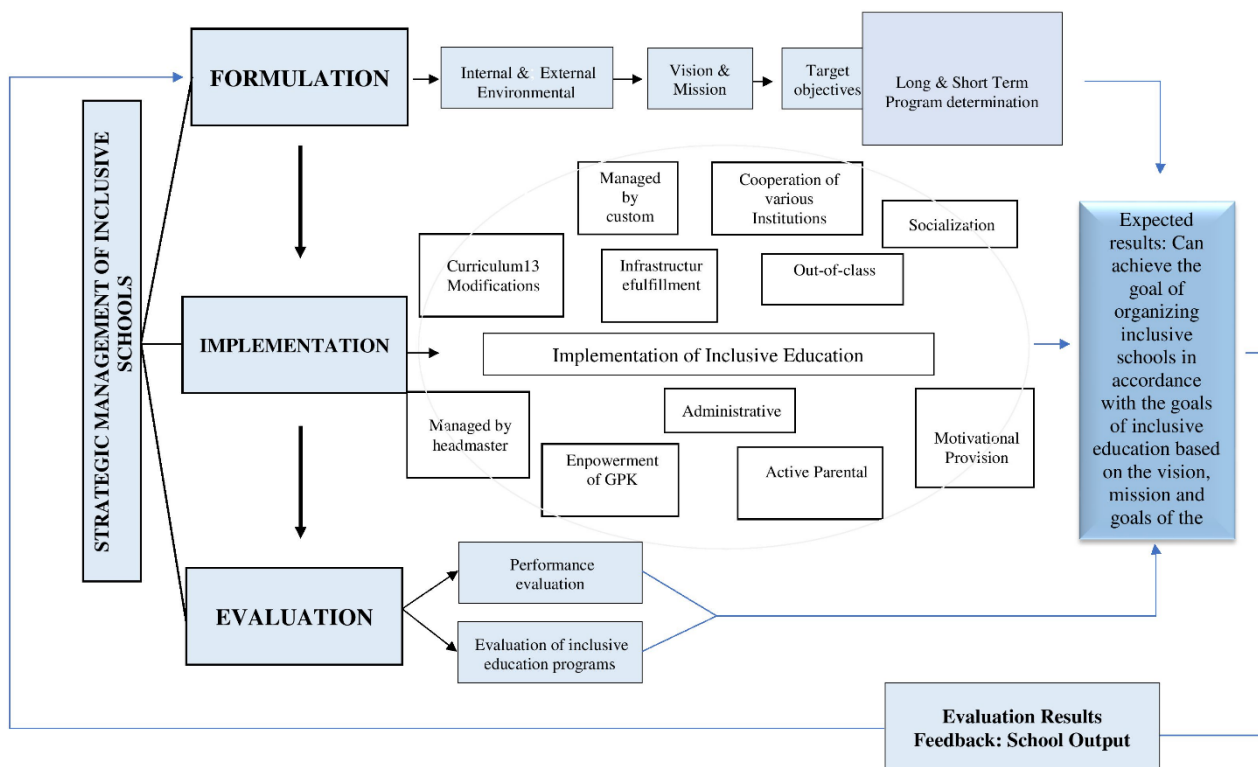 STRATEGIC MANAGEMENT OF INCLUSIVE
SCHOOLS
FORMULATION
Internal & External
Environmental
Vision &
Mission
Target
objectives
Long & Short Term
Program determination
Managed
by
custom
Cooperation of
various
Institutions
Socialization
Curriculum13
Modifications
Infrastructur
efulfillment
Out-of-class
IMPLEMENTATION
Implementation of Inclusive Education
Managed by
headmaster
Administrative
Enpowerment
of GPK
Active Parental
Motivational
Provision
Expected
results: Can
achieve the
goal of
organizing
inclusive
schools in
accordance
with the goals
of inclusive
education based
on the vision,
mission and
goals of the
EVALUATION
Performance
evaluation
Evaluation of inclusive
education programs
Evaluation Results
Feedback: School Output